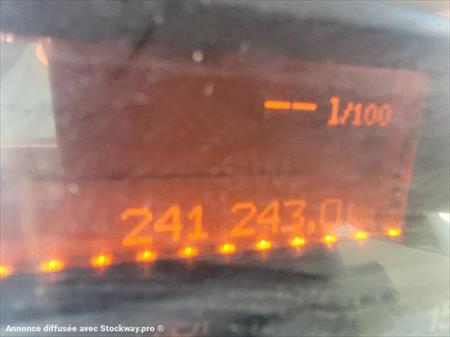 -- l/100
241 243.0
Annonce diffusée avec Stockway.pro ®